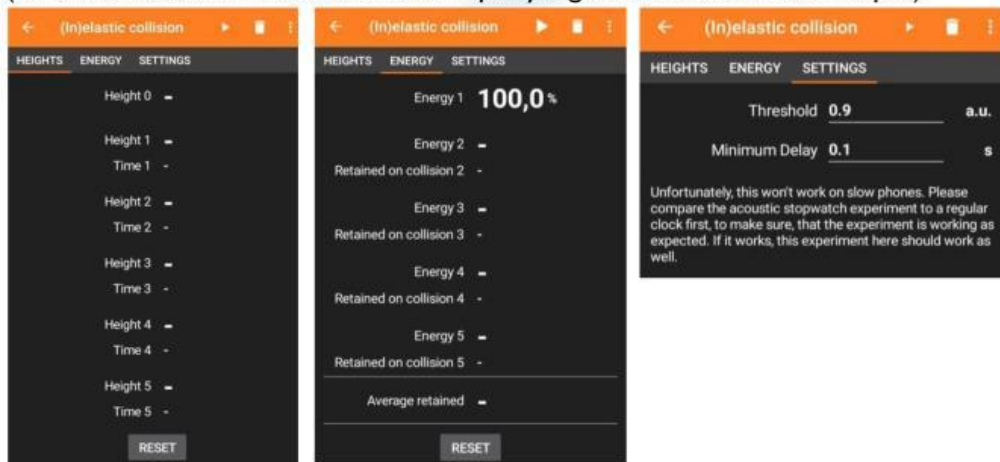 (In)elastic collision
HEIGHTS ENERGY SETTINGS
Height 0 -
Height 1 -
Time 1 -
Height 2 -
Time 2 -
Height 3 -
Time 3 -
Height 4 -
Time 4 -
Height 5 -
Time 5 -
RESET
(In)elastic collision
HEIGHTS ENERGY SETTINGS
Energy 1 100,0 %
Energy 2 -
Retained on collision 2 -
Energy 3 -
Retained on collision 3 -
Energy 4 -
Retained on collision 4 -
Energy 5 -
Retained on collision 5 -
Average retained -
RESET
(In)elastic collision
HEIGHTS ENERGY SETTINGS
Threshold 0.9 a.u.
Minimum Delay 0.1 s
Unfortunately, this won't work on slow phones. Please
compare the acoustic stopwatch experiment to a regular
clock first, to make sure, that the experiment is working as
expected. If it works, this experiment here should work as
well.